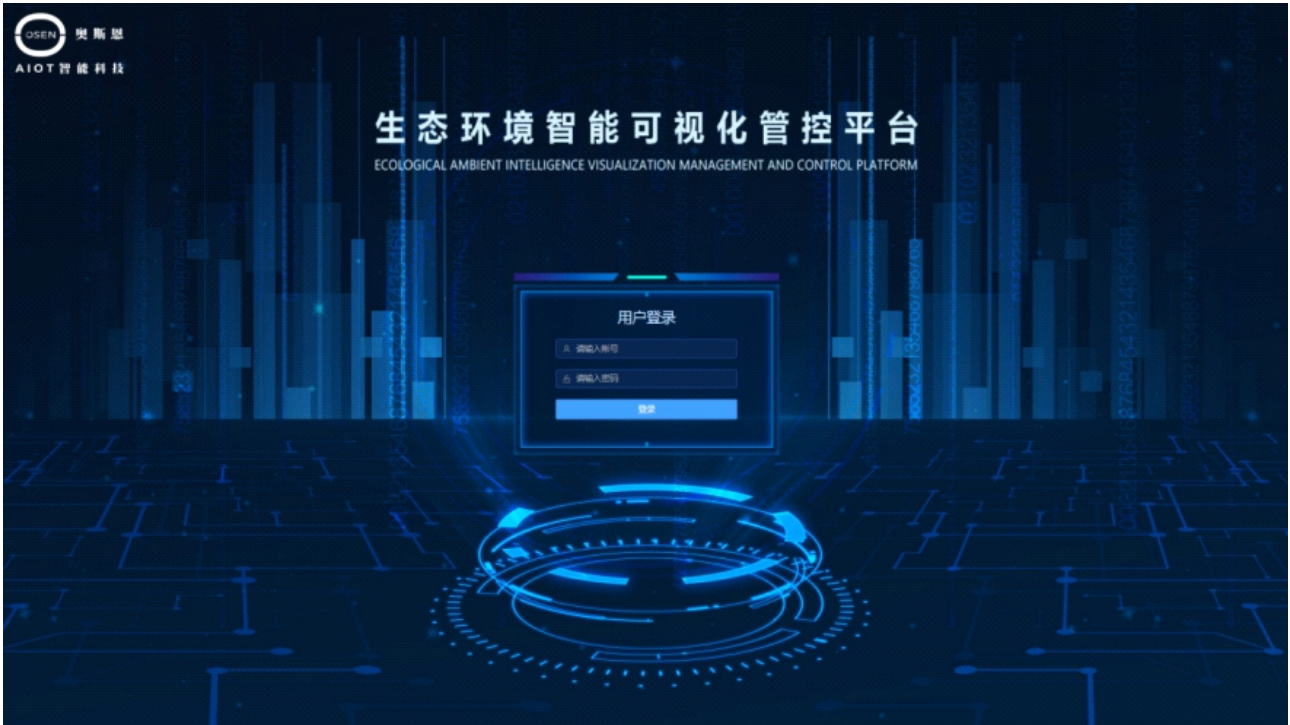 OSEN 奥斯恩
AIOT智能科技
生态环境智能可视化管控平台
ECOLOGICAL AMBIENT INTELLIGENCE VISUALIZATION MANAGEMENT AND CONTROL PLATFORM
用户登录
请输入账号
请输入密码
登录